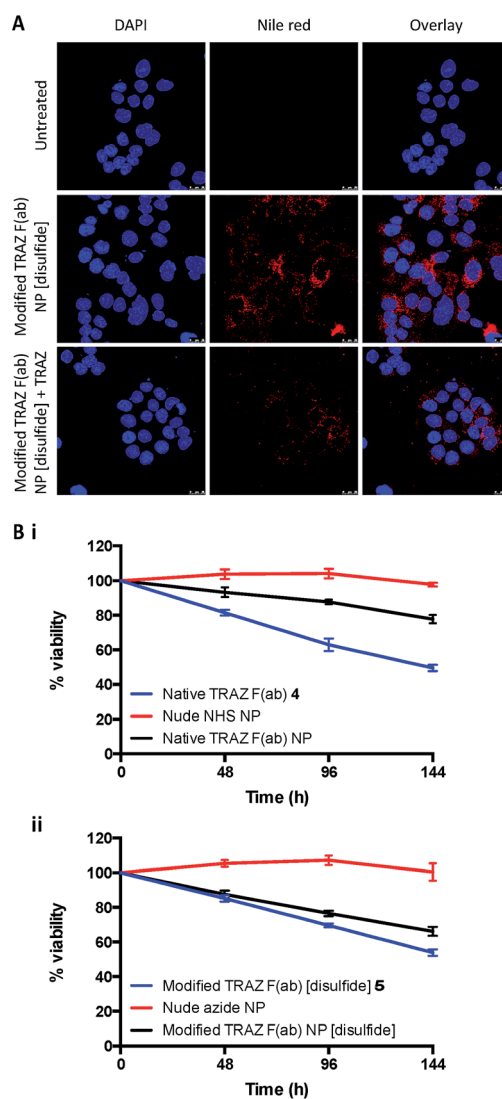 A
DAPI Nile red Overlay
Untreated
Modified TRAZ F(ab)
NP [disulfide]
Modified TRAZ F(ab)
NP [disulfide] + TRAZ
B i
120
100
80
60
40
20
0
% viability
Native TRAZ F(ab) 4
Nude NHS NP
Native TRAZ F(ab) NP
0 48 96 144
Time (h)
ii
120
100
80
60
40
20
0
% viability
Modified TRAZ F(ab) [disulfide] 5
Nude azide NP
Modified TRAZ F(ab) NP [disulfide]
0 48 96 144
Time (h)